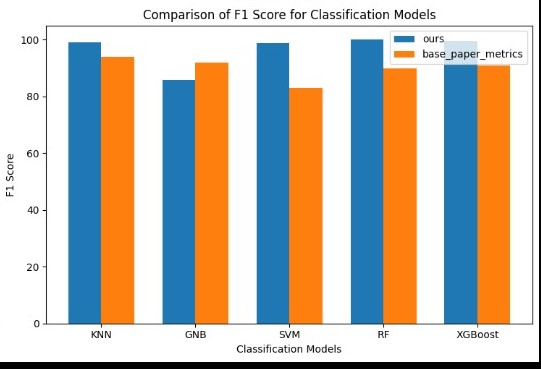 Comparison of F1 Score for Classification Models
ours
base_paper_metrics
F1 Score
100
80
60
40
20
0
KNN GNB SVM RF XGBoost
Classification Models